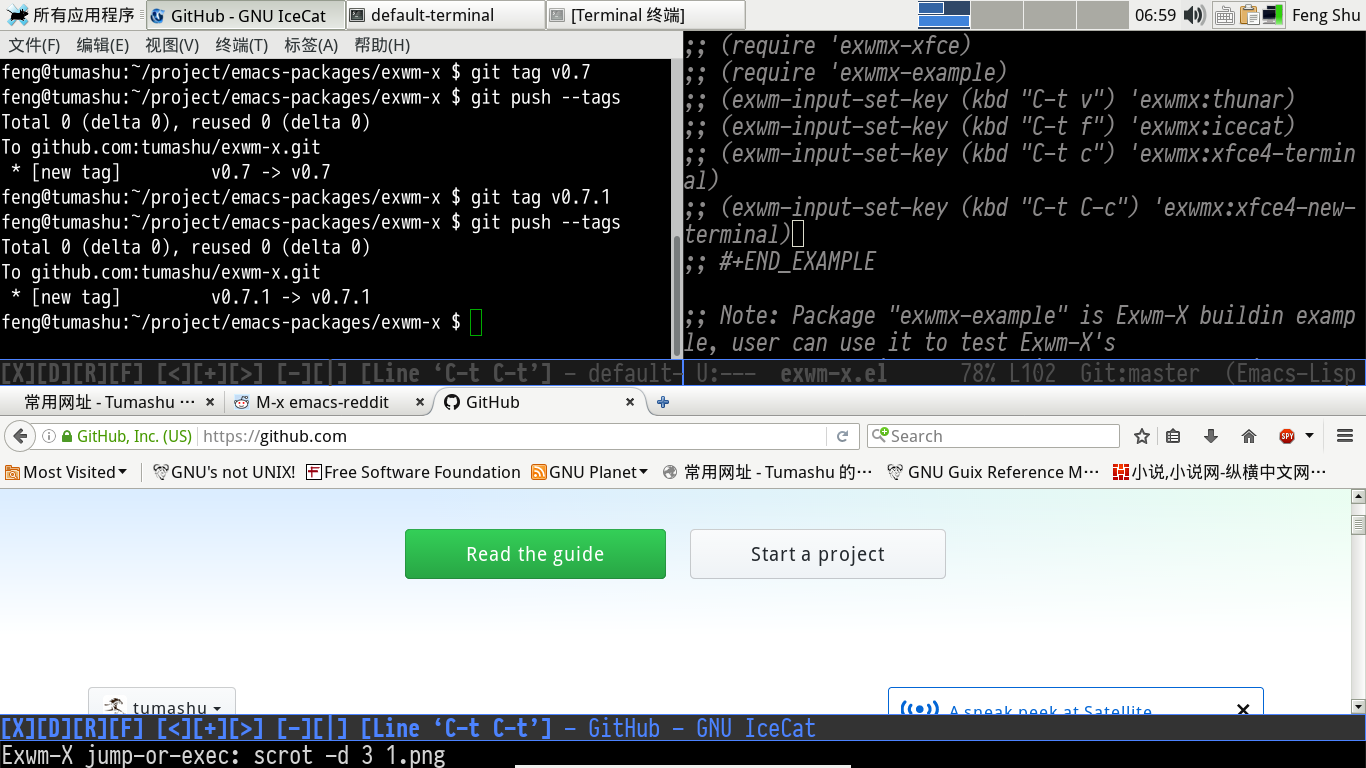 所有应用程序 GitHub - GNU IceCat default-terminal [Terminal 终端] 06:59 Feng Shu
文件(F) 编辑(E) 视图(V) 终端(T) 标签(A) 帮助(H)
feng@tumashu:~/project/emacs-packages/exwm-x $ git tag v0.7
feng@tumashu:~/project/emacs-packages/exwm-x $ git push --tags
Total 0 (delta 0), reused 0 (delta 0)
To github.com:tumashu/exwm-x.git
 * [new tag]         v0.7 -> v0.7
feng@tumashu:~/project/emacs-packages/exwm-x $ git tag v0.7.1
feng@tumashu:~/project/emacs-packages/exwm-x $ git push --tags
Total 0 (delta 0), reused 0 (delta 0)
To github.com:tumashu/exwm-x.git
 * [new tag]         v0.7.1 -> v0.7.1
feng@tumashu:~/project/emacs-packages/exwm-x $
[X][D][R][F] [<][+][>] [-][|] [Line ‘C-t C-t’] - default-
;; (require 'exwmx-xfce)
;; (require 'exwmx-example)
;; (exwm-input-set-key (kbd "C-t v") 'exwmx:thunar)
;; (exwm-input-set-key (kbd "C-t f") 'exwmx:icecat)
;; (exwm-input-set-key (kbd "C-t c") 'exwmx:xfce4-termin
al)
;; (exwm-input-set-key (kbd "C-t C-c") 'exwmx:xfce4-new-
terminal)
;; #+END_EXAMPLE
;; Note: Package "exwmx-example" is Exwm-X buildin examp
le, user can use it to test Exwm-X's
U:--- exwm-x.el 78% L102 Git:master (Emacs-Lisp
常用网址 - Tumashu ··· M-x emacs-reddit GitHub
GitHub, Inc. (US) https://github.com Search
Most Visited GNU's not UNIX! Free Software Foundation GNU Planet 常用网址 - Tumashu 的··· GNU Guix Reference M··· 小说,小说网-纵横中文网···
Read the guide Start a project
tumashu A sneak peek at Satellite
[X][D][R][F] [<][+][>] [-][|] [Line ‘C-t C-t’] - GitHub - GNU IceCat
Exwm-X jump-or-exec: scrot -d 3 1.png